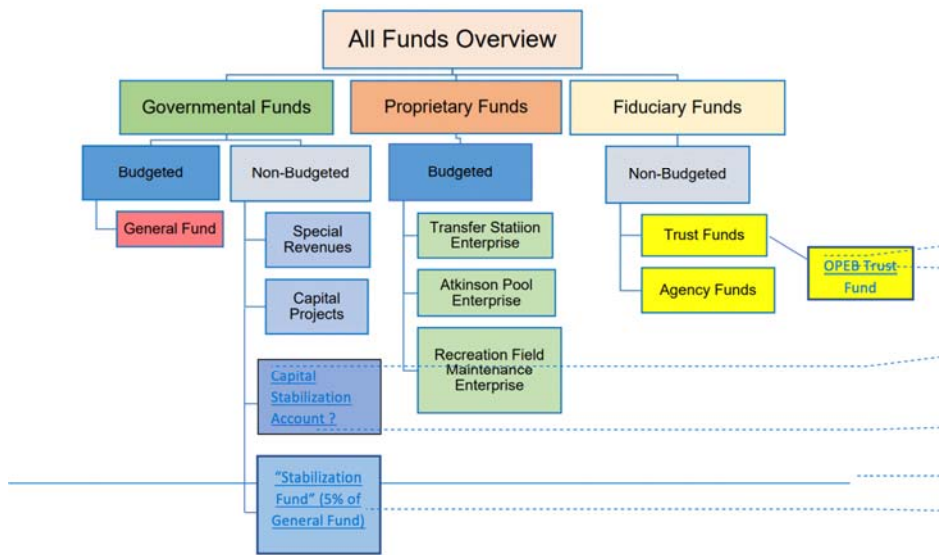 All Funds Overview
Governmental Funds
Proprietary Funds
Fiduciary Funds
Budgeted
Non-Budgeted
Budgeted
Non-Budgeted
General Fund
Special
Revenues
Capital
Projects
Capital
Stabilization
Account ?
"Stabilization
Fund" (5% of
General Fund)
Transfer Statiion
Enterprise
Atkinson Pool
Enterprise
Recreation Field
Maintenance
Enterprise
Trust Funds
Agency Funds
OPEB Trust
Fund